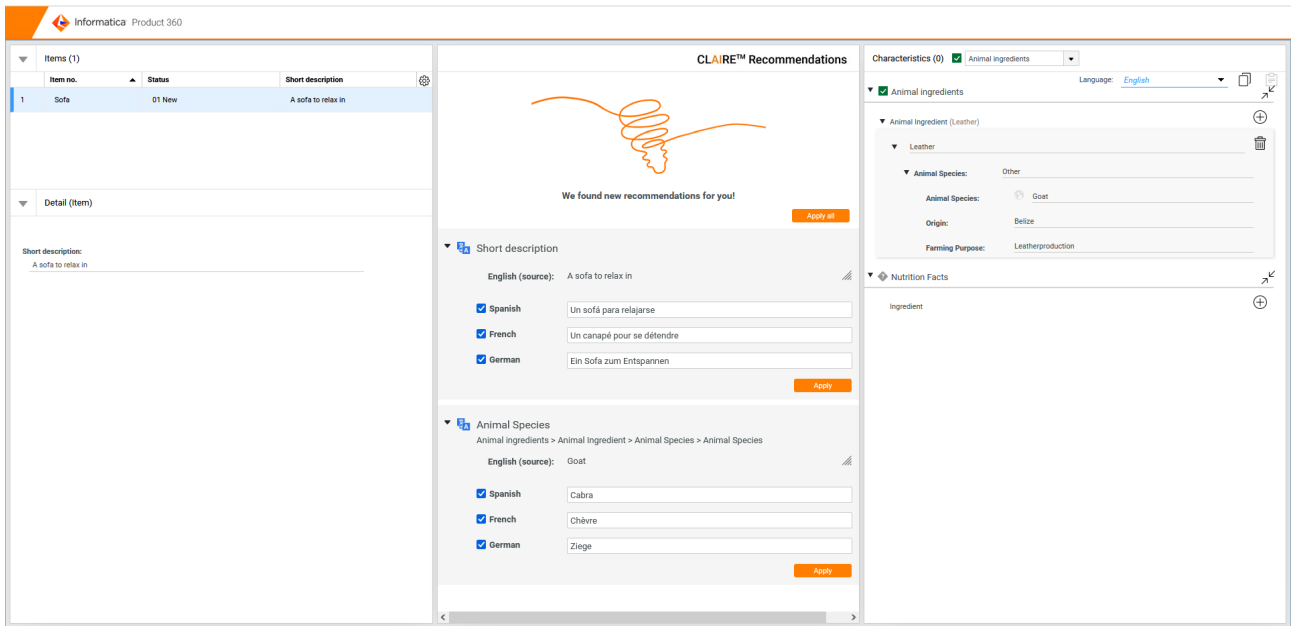 Informatica Product 360
Items (1)
Item no. Status Short description
1 Sofa 01 New A sofa to relax in
Detail (Item)
Short description:
A sofa to relax in
CLAIRE™ Recommendations
We found new recommendations for you!
Apply all
Short description
English (source): A sofa to relax in
Spanish Un sofá para relajarse
French Un canapé pour se détendre
German Ein Sofa zum Entspannen
Apply
Animal Species
Animal ingredients > Animal Ingredient > Animal Species > Animal Species
English (source): Goat
Spanish Cabra
French Chèvre
German Ziege
Apply
Characteristics (0) Animal ingredients
Language: English
Animal ingredients
Animal Ingredient (Leather)
Leather
Animal Species: Other
Animal Species: Goat
Origin: Belize
Farming Purpose: Leatherproduction
Nutrition Facts
Ingredient